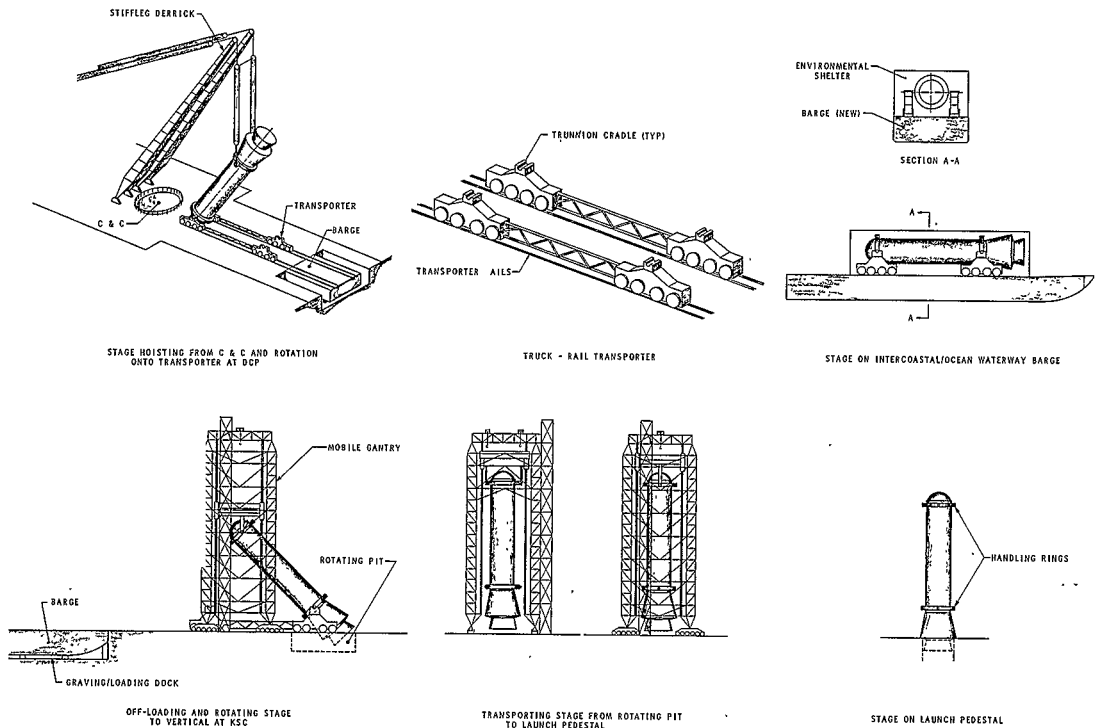 STIFFLEG DERRICK
C & C
TRANSPORTER
BARGE
STAGE HOISTING FROM C & C AND ROTATION
ONTO TRANSPORTER AT DCP
TRUNNION CRADLE (TYP)
TRANSPORTER AILS
TRUCK - RAIL TRANSPORTER
ENVIRONMENTAL
SHELTER
BARGE (NEW)
SECTION A-A
A
A
STAGE ON INTERCOASTAL/OCEAN WATERWAY BARGE
MOBILE GANTRY
ROTATING PIT
BARGE
GRAVING/LOADING DOCK
OFF-LOADING AND ROTATING STAGE
TO VERTICAL AT KSC
TRANSPORTING STAGE FROM ROTATING PIT
TO LAUNCH PEDESTAL
HANDLING RINGS
STAGE ON LAUNCH PEDESTAL